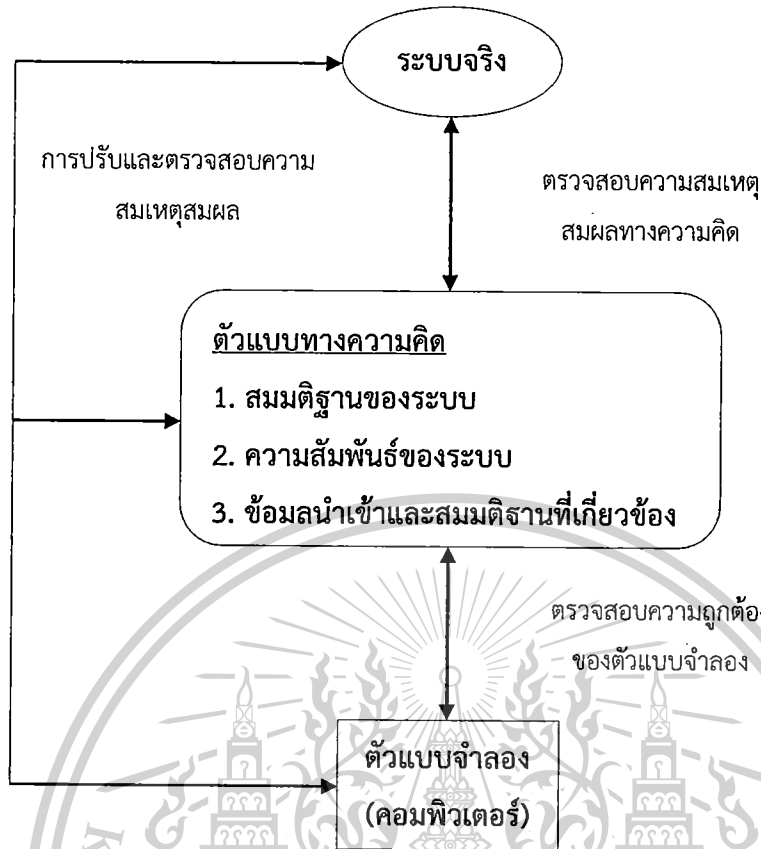 ระบบจริง
การปรับและตรวจสอบความ
สมเหตุสมผล
ตรวจสอบความสมเหตุ
สมผลทางความคิด
ตัวแบบทางความคิด
1. สมมติฐานของระบบ
2. ความสัมพันธ์ของระบบ
3. ข้อมูลนำเข้าและสมมติฐานที่เกี่ยวข้อง
ตรวจสอบความถูกต้อ
ของตัวแบบจำลอง
ตัวแบบจำลอง
(คอมพิวเตอร์)
K